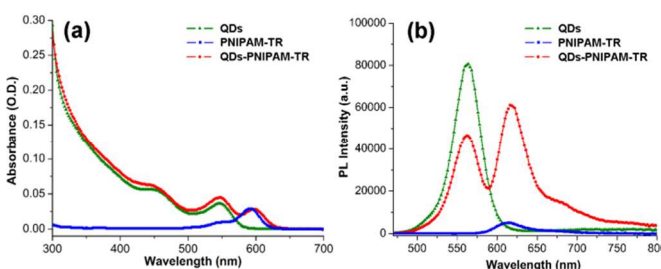 (a)
QDs
PNIPAM-TR
QDs-PNIPAM-TR
Absorbance (O.D.)
0.30
0.25
0.20
0.15
0.10
0.05
0.00
300
400
500
600
700
Wavelength (nm)
(b)
QDs
PNIPAM-TR
QDs-PNIPAM-TR
PL Intensity (a.u.)
100000
80000
60000
40000
20000
0
500
550
600
650
700
750
800
Wavelength (nm)